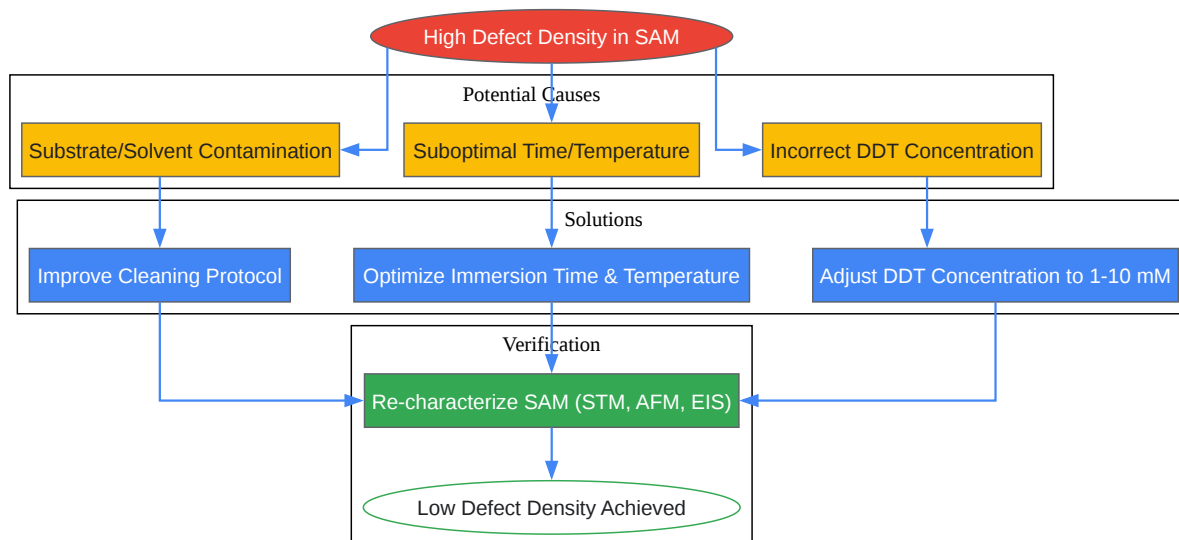 High Defect Density in SAM
Potential Causes
Substrate/Solvent Contamination
Suboptimal Time/Temperature
Incorrect DDT Concentration
Solutions
Improve Cleaning Protocol
Optimize Immersion Time & Temperature
Adjust DDT Concentration to 1-10 mM
Verification
Re-characterize SAM (STM, AFM, EIS)
Low Defect Density Achieved